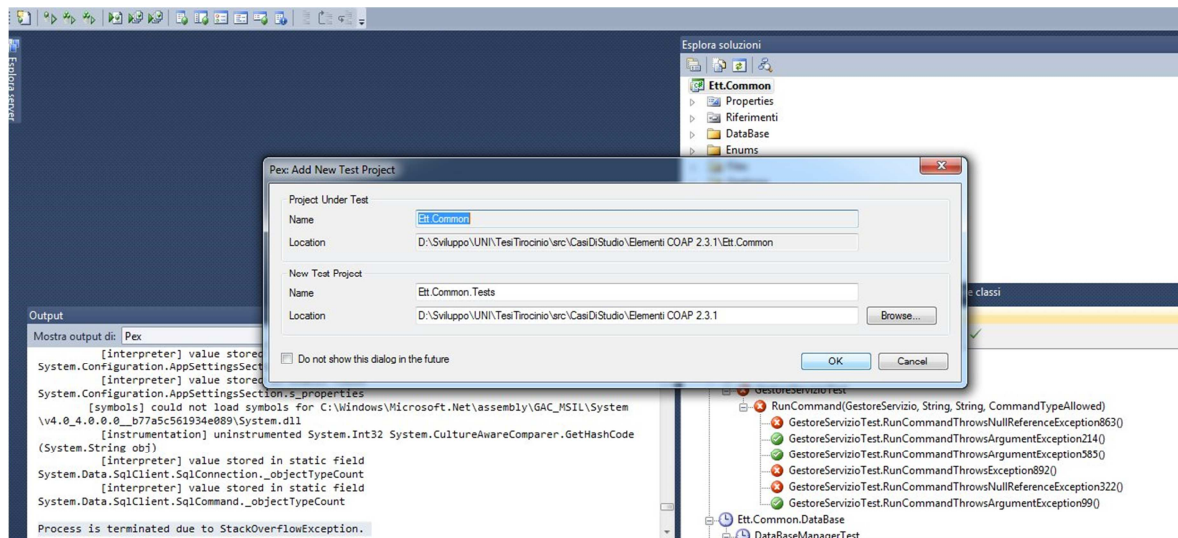 Esplora server
Esplora soluzioni
Ett.Common
Properties
Riferimenti
DataBase
Enums
Pex: Add New Test Project
Project Under Test
Name
Ett.Common
Location
D:\Sviluppo\UNI\TesiTirocinio\src\CasiDiStudio\Elementi COAP 2.3.1\Ett.Common
New Test Project
Name
Ett.Common.Tests
Location
D:\Sviluppo\UNI\TesiTirocinio\src\CasiDiStudio\Elementi COAP 2.3.1
Browse...
Do not show this dialog in the future
OK
Cancel
e classi
Output
Mostra output di: Pex
[interpreter] value stored
System.Configuration.AppSettingsSect
[interpreter] value stored
System.Configuration.AppSettingsSection.s_properties
[symbols] could not load symbols for C:\Windows\Microsoft.Net\assembly\GAC_MSIL\System
\v4.0_4.0.0.0__b77a5c561934e089\System.dll
[instrumentation] uninstrumented System.Int32 System.CultureAwareComparer.GetHashCode
(System.String obj)
[interpreter] value stored in static field
System.Data.SqlClient.SqlConnection._objectTypeCount
[interpreter] value stored in static field
System.Data.SqlClient.SqlCommand._objectTypeCount
Process is terminated due to StackOverflowException.
GestoreServizioTest
RunCommand(GestoreServizio, String, String, CommandTypeAllowed)
GestoreServizioTest.RunCommandThrowsNullReferenceException863()
GestoreServizioTest.RunCommandThrowsArgumentException214()
GestoreServizioTest.RunCommandThrowsArgumentException585()
GestoreServizioTest.RunCommandThrowsException892()
GestoreServizioTest.RunCommandThrowsNullReferenceException322()
GestoreServizioTest.RunCommandThrowsArgumentException99()
Ett.Common.DataBase
DataBaseManagerTest